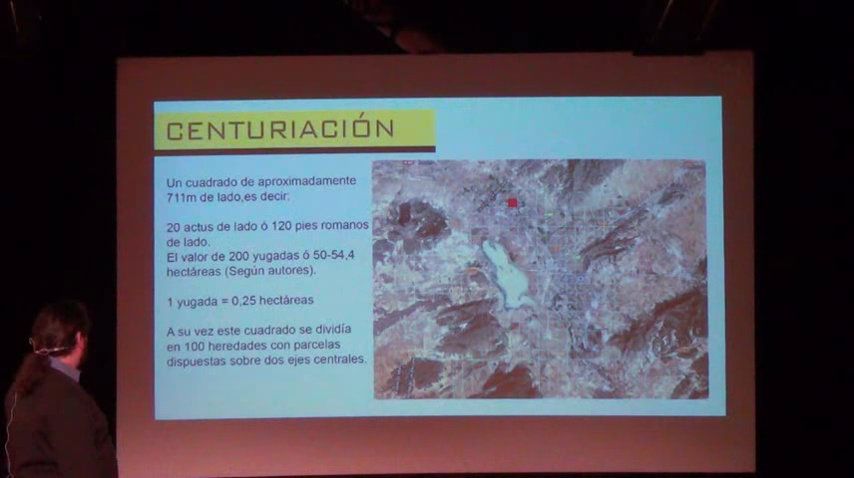 CENTURIACIÓN
Un cuadrado de aproximadamente
711m de lado,es decir:
20 actus de lado ó 120 pies romanos
de lado.
El valor de 200 yugadas ó 50-54,4
hectáreas (Según autores).
1 yugada = 0,25 hectáreas
A su vez este cuadrado se dividía
en 100 heredades con parcelas
dispuestas sobre dos ejes centrales.